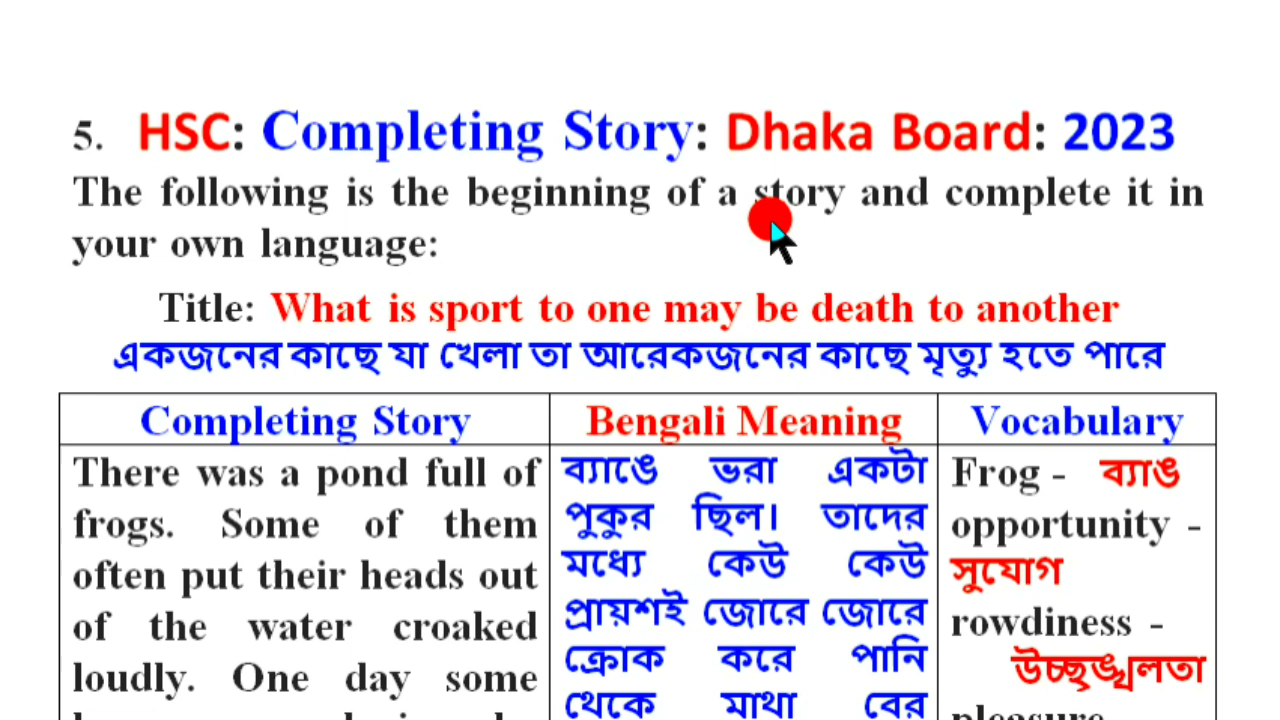 5. HSC: Completing Story: Dhaka Board: 2023
The following is the beginning of a story and complete it in
your own language:
Title: What is sport to one may be death to another
একজনের কাছে যা খেলা তা আরেকজনের কাছে মৃত্যু হতে পারে
Completing Story
There was a pond full of
frogs. Some of them
often put their heads out
of the water croaked
loudly. One day some
Bengali Meaning
ব্যাঙে ভরা একটা
পুকুর ছিল। তাদের
মধ্যে কেউ কেউ
প্রায়শই জোরে জোরে
ক্রোক করে পানি
থেকে মাথা বের
Vocabulary
Frog - ব্যাঙ
opportunity -
সুযোগ
rowdiness -
উচ্ছৃঙ্খলতা
pleasure